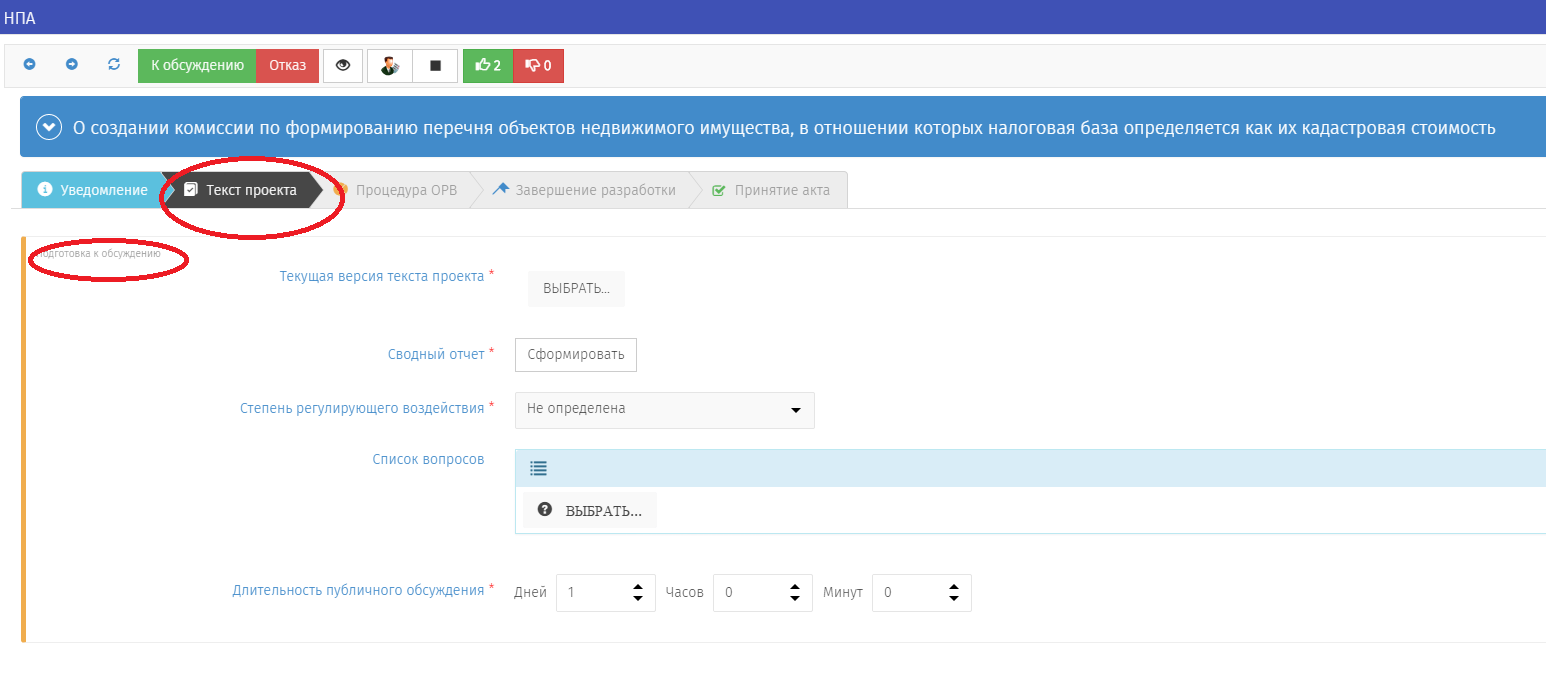 НПА
К обсуждению Отказ 2 0
О создании комиссии по формированию перечня объектов недвижимого имущества, в отношении которых налоговая база определяется как их кадастровая стоимость
Уведомление Текст проекта Процедура ОРВ Завершение разработки Принятие акта
Подготовка к обсуждению
Текущая версия текста проекта * ВЫБРАТЬ...
Сводный отчет * Сформировать
Степень регулирующего воздействия * Не определена
Список вопросов
ВЫБРАТЬ...
Длительность публичного обсуждения * Дней 1 Часов 0 Минут 0